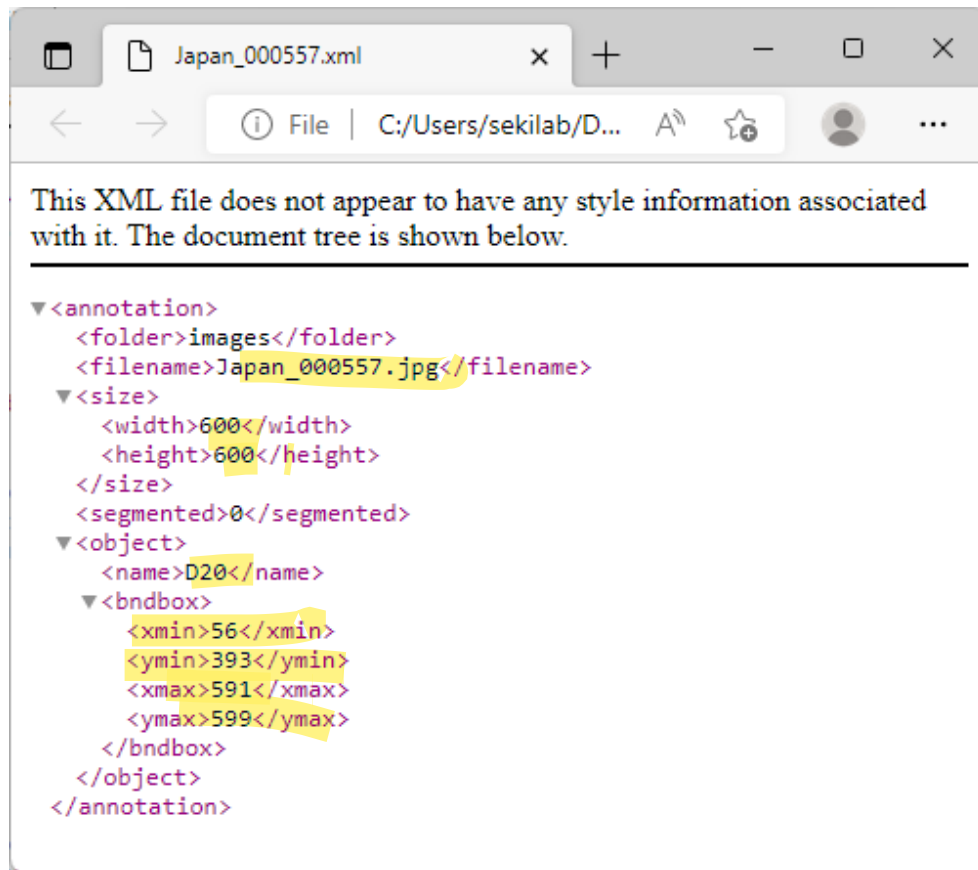 Japan_000557.xml
File | C:/Users/sekilab/D...
This XML file does not appear to have any style information associated
with it. The document tree is shown below.
▼<annotation>
<folder>images</folder>
<filename>Japan_000557.jpg</filename>
▼<size>
<width>600</width>
<height>600</height>
</size>
<segmented>0</segmented>
▼<object>
<name>D20</name>
▼<bndbox>
<xmin>56</xmin>
<ymin>393</ymin>
<xmax>591</xmax>
<ymax>599</ymax>
</bndbox>
</object>
</annotation>